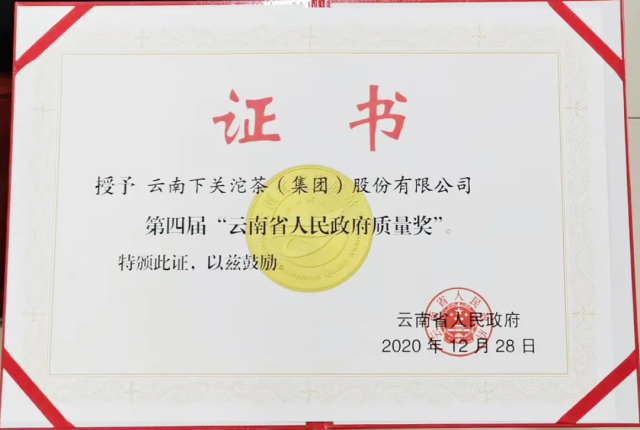 证 书
授予 云南下关沱茶（集团）股份有限公司
第四届“云南省人民政府质量奖”。
特颁此证，以兹鼓励
云南省人民政府
2020 年 12 月 28 日